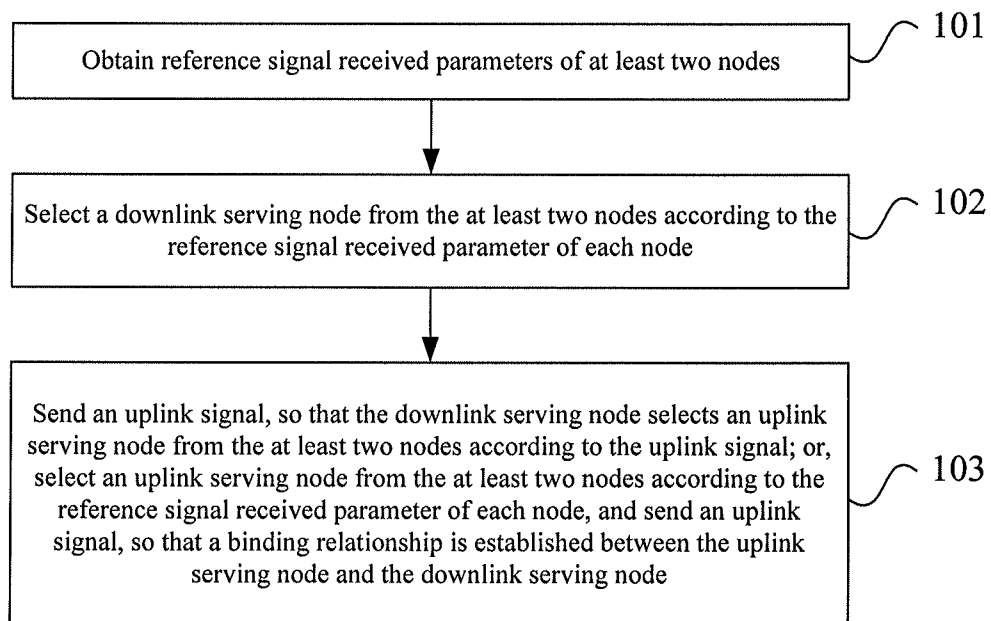 Obtain reference signal received parameters of at least two nodes
101
Select a downlink serving node from the at least two nodes according to the
reference signal received parameter of each node
102
Send an uplink signal, so that the downlink serving node selects an uplink
serving node from the at least two nodes according to the uplink signal; or,
select an uplink serving node from the at least two nodes according to the
reference signal received parameter of each node, and send an uplink
signal, so that a binding relationship is established between the uplink
serving node and the downlink serving node
103